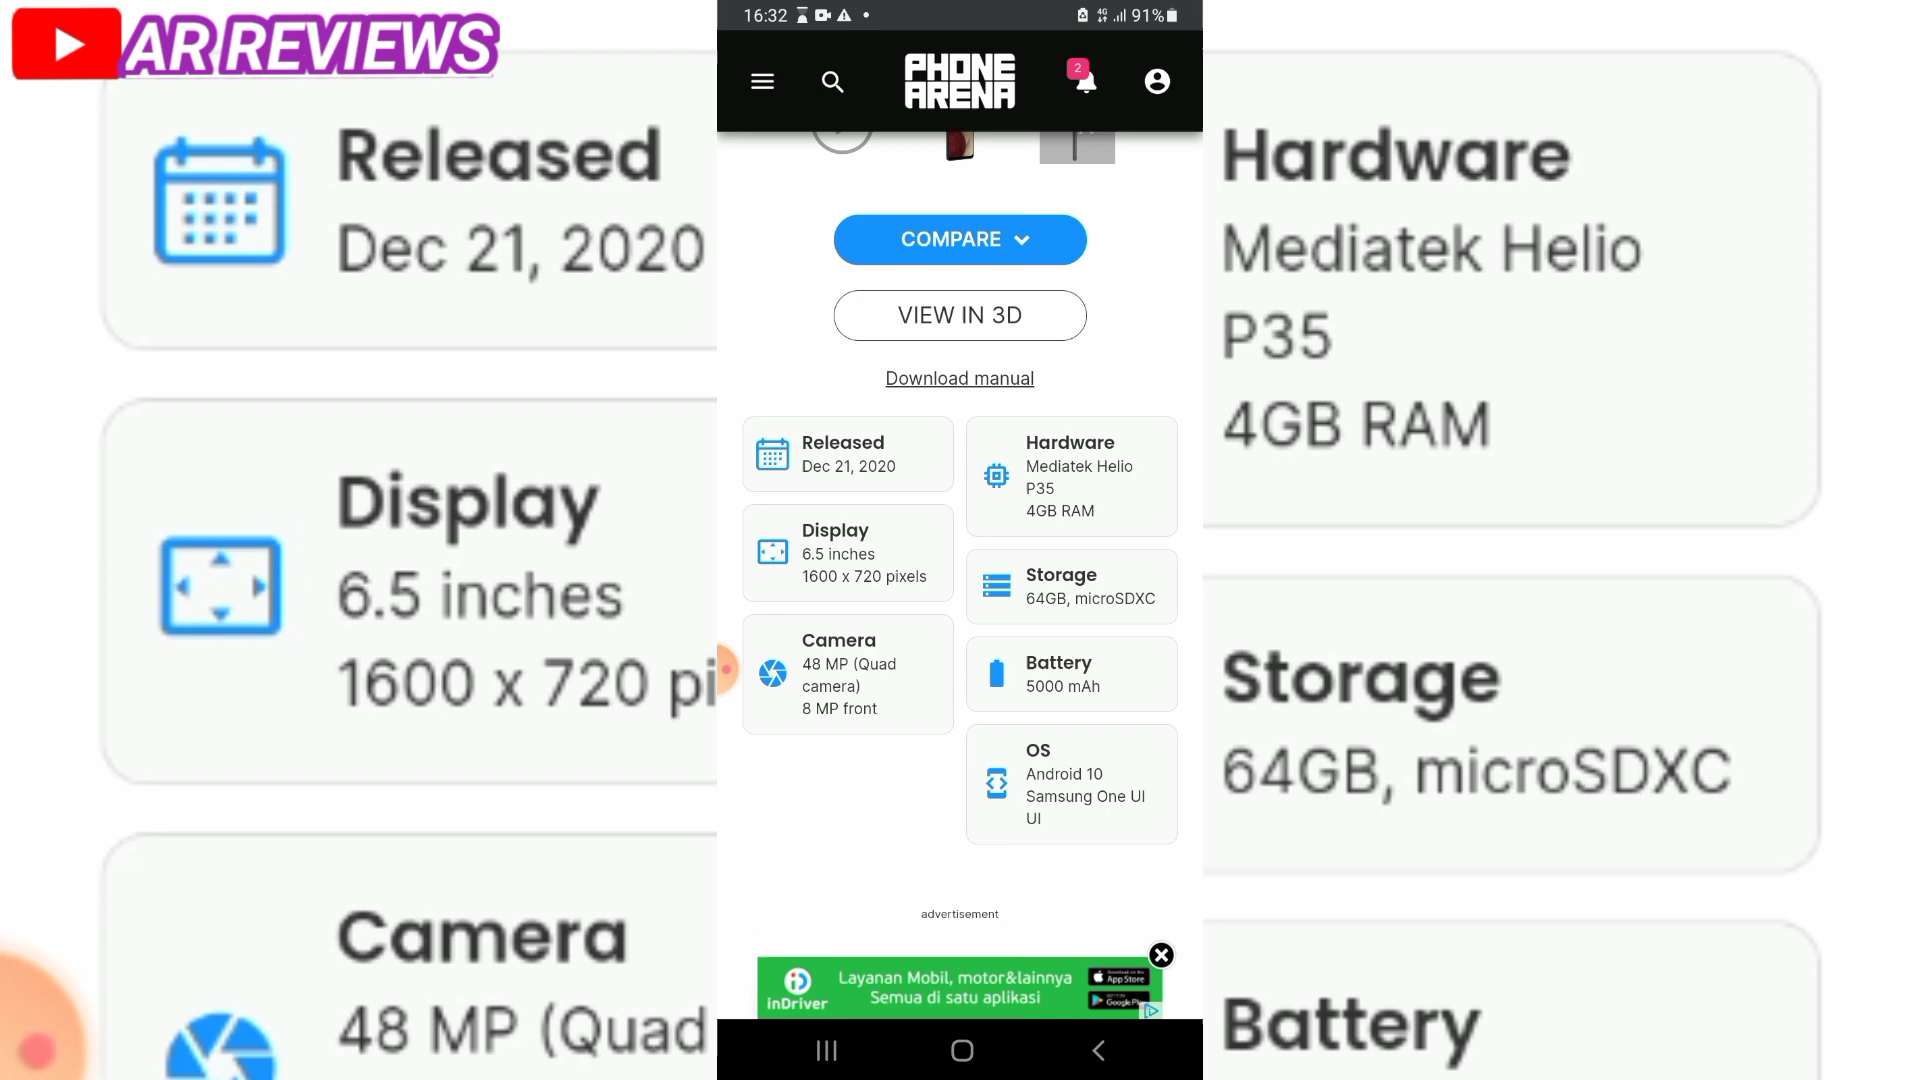 AR REVIEWS
16:32
4G
91%
PHONE
ARENA
2
COMPARE
VIEW IN 3D
Download manual
Released
Dec 21, 2020
Display
6.5 inches
1600 x 720 pixels
Camera
48 MP (Quad
camera)
8 MP front
Hardware
Mediatek Helio
P35
4GB RAM
Storage
64GB, microSDXC
Battery
5000 mAh
OS
Android 10
Samsung One UI
UI
advertisement
inDriver
Layanan Mobil, motor&lainnya
Semua di satu aplikasi
App Store
Released
Dec 21, 2020
Display
6.5 inches
1600 x 720 pi
Camera
48 MP (Quad
Hardware
Mediatek Helio
P35
4GB RAM
Storage
64GB, microSDXC
Battery